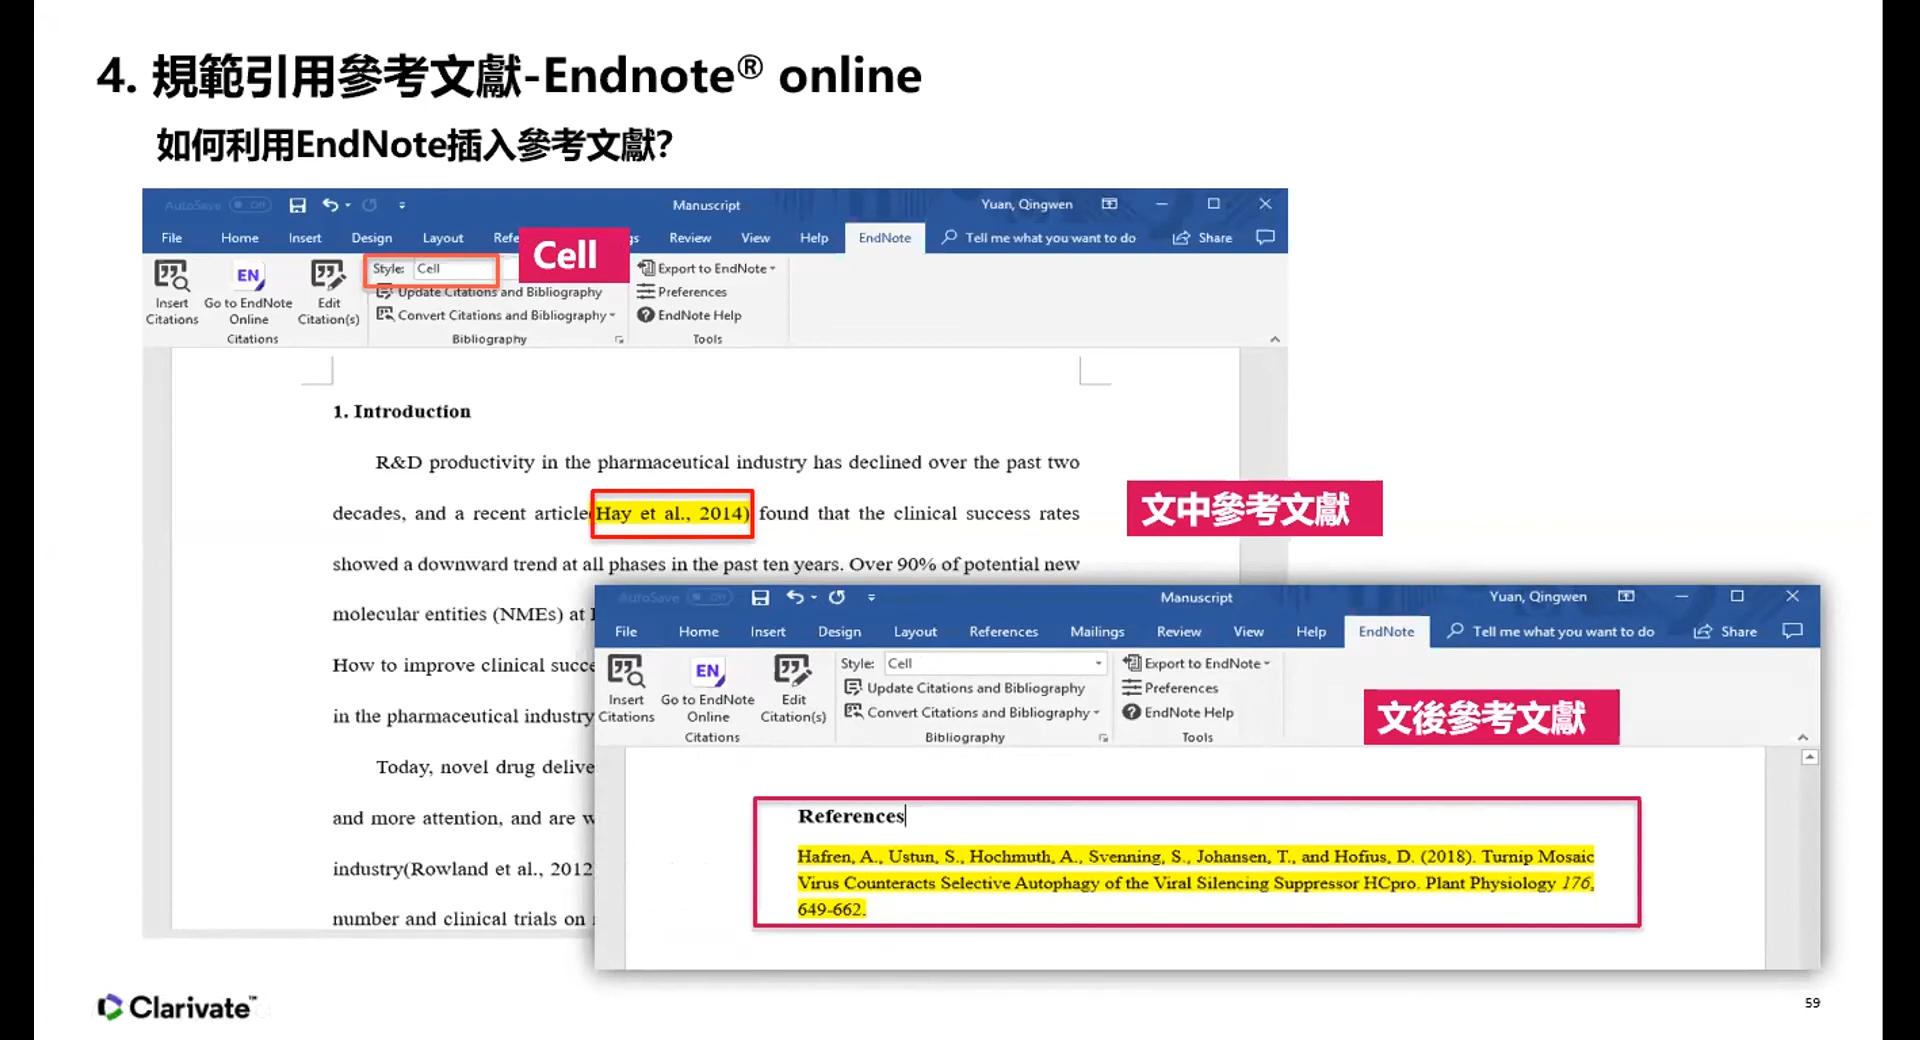 4. 規範引用參考文獻-Endnote® online
如何利用EndNote插入參考文獻?
AutoSave Off
Manuscript
Yuan, Qingwen
File Home Insert Design Layout Review View Help EndNote Tell me what you want to do Share
Cell
Style: Cell
Export to EndNote
Update Citations and Bibliography
Preferences
Convert Citations and Bibliography
EndNote Help
Insert Citations
Go to EndNote Online
Edit Citation(s)
Citations
Bibliography
Tools
1. Introduction
R&D productivity in the pharmaceutical industry has declined over the past two
decades, and a recent article(Hay et al., 2014) found that the clinical success rates
showed a downward trend at all phases in the past ten years. Over 90% of potential new
molecular entities (NMEs) at
How to improve clinical succe
in the pharmaceutical industry
Today, novel drug delive
and more attention, and are w
industry(Rowland et al., 2012
number and clinical trials on
文中參考文獻
AutoSave Off
Manuscript
Yuan, Qingwen
File Home Insert Design Layout References Mailings Review View Help EndNote Tell me what you want to do Share
Style: Cell
Export to EndNote
Update Citations and Bibliography
Preferences
Convert Citations and Bibliography
EndNote Help
Insert Citations
Go to EndNote Online
Edit Citation(s)
Citations
Bibliography
Tools
文後參考文獻
References
Hafren, A., Ustun, S., Hochmuth, A., Svenning, S., Johansen, T., and Hofius, D. (2018). Turnip Mosaic
Virus Counteracts Selective Autophagy of the Viral Silencing Suppressor HCpro. Plant Physiology 176,
649-662.
Clarivate™
59